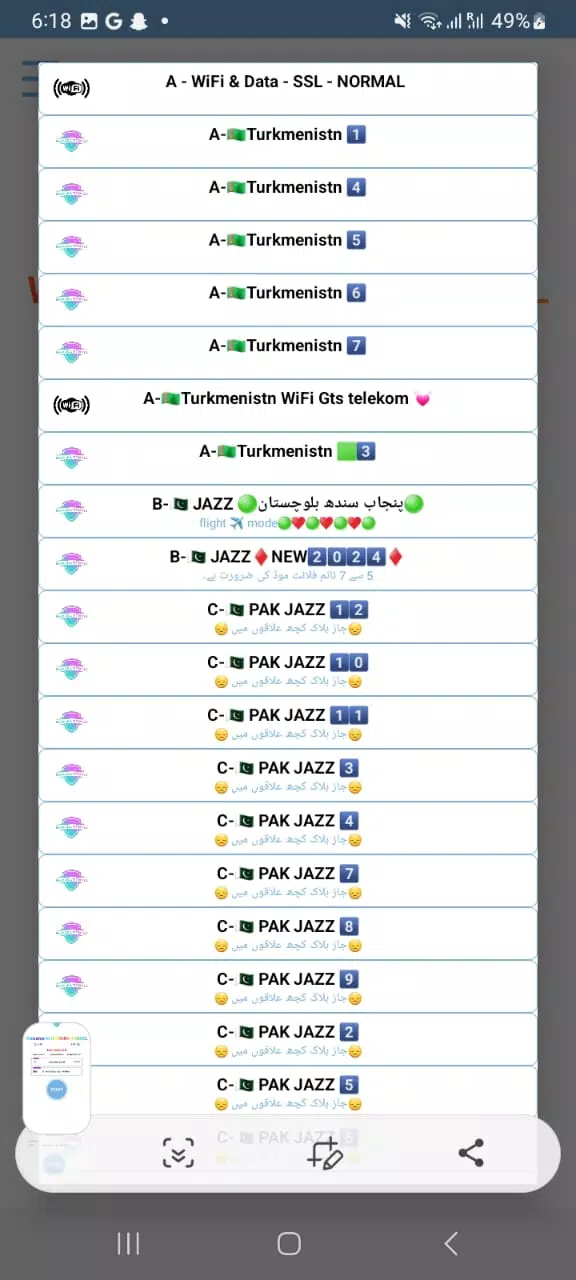 6:18
49%
A - WiFi & Data - SSL - NORMAL
A-🇹🇲Turkmenistn 1️⃣
A-🇹🇲Turkmenistn 4️⃣
A-🇹🇲Turkmenistn 5️⃣
A-🇹🇲Turkmenistn 6️⃣
A-🇹🇲Turkmenistn 7️⃣
A-🇹🇲Turkmenistn WiFi Gts telekom 💓
A-🇹🇲Turkmenistn 🟩3️⃣
B-🇵🇰 JAZZ 🟢پنجاب سندھ بلوچستان🟢
flight ✈️ mode🟢❤️🟢❤️🟢❤️🟢
B-🇵🇰 JAZZ♦️NEW2️⃣0️⃣2️⃣4️⃣♦️
5 سے 7 ٹائم فلائٹ موڈ کی ضرورت ہے۔
C-🇵🇰 PAK JAZZ 1️⃣2️⃣
😔جاز بلاک کچھ علاقوں میں 😔
C-🇵🇰 PAK JAZZ 1️⃣0️⃣
😔جاز بلاک کچھ علاقوں میں 😔
C-🇵🇰 PAK JAZZ 1️⃣1️⃣
😔جاز بلاک کچھ علاقوں میں 😔
C-🇵🇰 PAK JAZZ 3️⃣
😔جاز بلاک کچھ علاقوں میں 😔
C-🇵🇰 PAK JAZZ 4️⃣
😔جاز بلاک کچھ علاقوں میں 😔
C-🇵🇰 PAK JAZZ 7️⃣
😔جاز بلاک کچھ علاقوں میں 😔
C-🇵🇰 PAK JAZZ 8️⃣
😔جاز بلاک کچھ علاقوں میں 😔
C-🇵🇰 PAK JAZZ 9️⃣
😔جاز بلاک کچھ علاقوں میں 😔
C-🇵🇰 PAK JAZZ 2️⃣
😔جاز بلاک کچھ علاقوں میں 😔
C-🇵🇰 PAK JAZZ 5️⃣
😔جاز بلاک کچھ علاقوں میں 😔
C-🇵🇰 PAK JAZZ 6️⃣